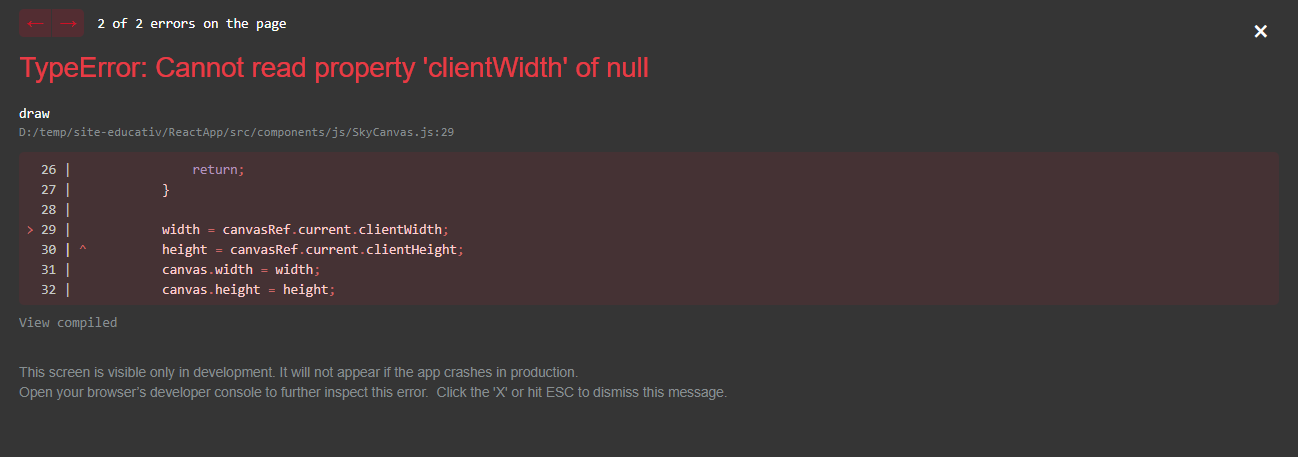 ← → 2 of 2 errors on the page
×
TypeError: Cannot read property 'clientWidth' of null
draw
D:/temp/site-educativ/ReactApp/src/components/js/SkyCanvas.js:29
26 | return;
27 | }
28 |
> 29 | width = canvasRef.current.clientWidth;
30 | ^ height = canvasRef.current.clientHeight;
31 | canvas.width = width;
32 | canvas.height = height;
View compiled
This screen is visible only in development. It will not appear if the app crashes in production.
Open your browser’s developer console to further inspect this error. Click the 'X' or hit ESC to dismiss this message.